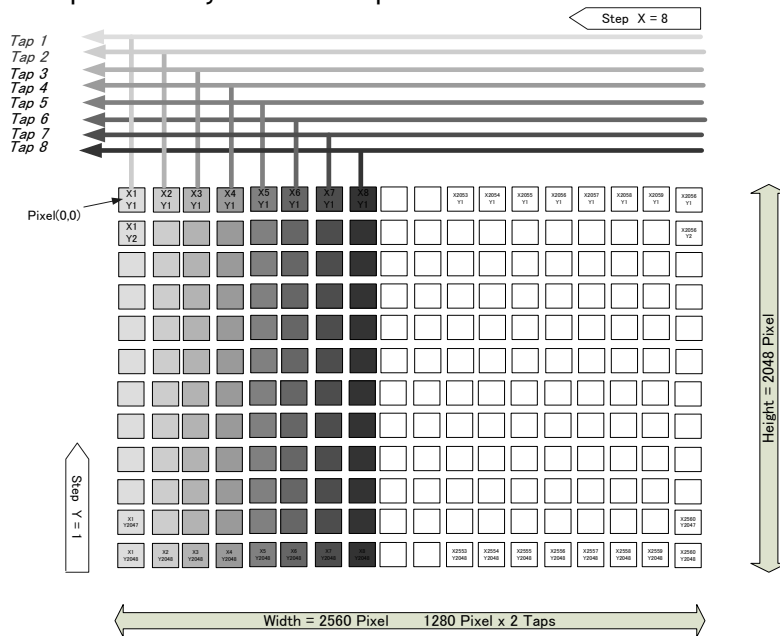 Step X = 8
Tap 1
Tap 2
Tap 3
Tap 4
Tap 5
Tap 6
Tap 7
Tap 8
Pixel(0,0)
X1 X2 X3 X4 X5 X6 X7 X8 X2053 X2054 X2055 X2056 X2057 X2058 X2059 X2056
Y1 Y1 Y1 Y1 Y1 Y1 Y1 Y1 Y1 Y1 Y1 Y1 Y1 Y1 Y1 Y1
X1 X2056
Y2 Y2
Height = 2048 Pixel
Step Y = 1
X1 X2560
Y2047 Y2047
X1 X2 X3 X4 X5 X6 X7 X8 X2553 X2554 X2555 X2556 X2557 X2558 X2559 X2560
Y2048 Y2048 Y2048 Y2048 Y2048 Y2048 Y2048 Y2048 Y2048 Y2048 Y2048 Y2048 Y2048 Y2048 Y2048 Y2048
Width = 2560 Pixel 1280 Pixel x 2 Taps